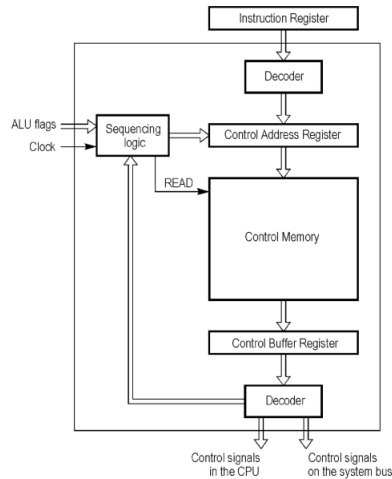 Instruction Register
Decoder
ALU flags
Sequencing
logic
Control Address Register
Clock
READ
Control Memory
Control Buffer Register
Decoder
Control signals
in the CPU
Control signals
on the system bus